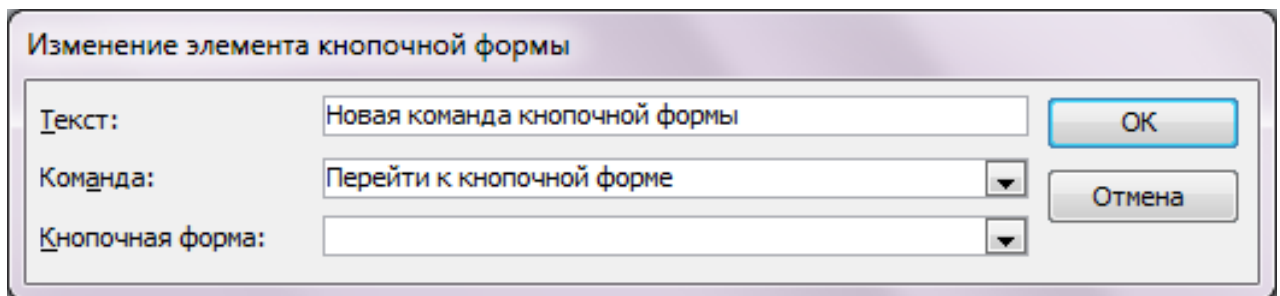 Изменение элемента кнопочной формы
Текст: Новая команда кнопочной формы OK
Команда: Перейти к кнопочной форме
Отмена
Кнопочная форма: